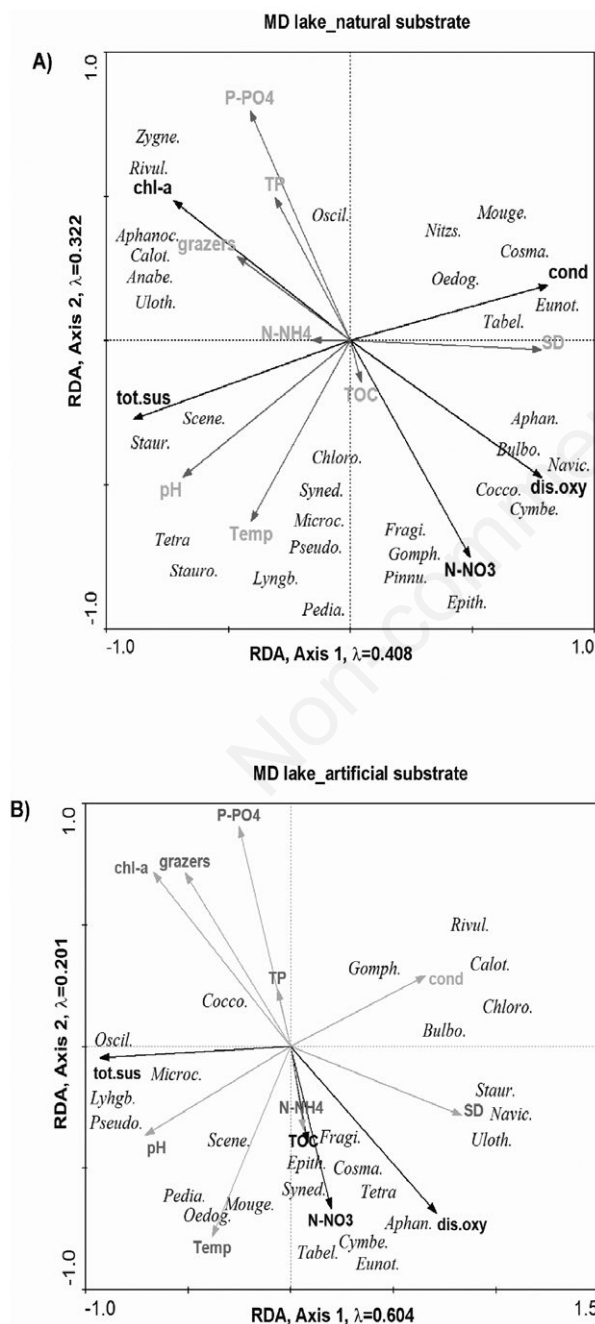 MD lake_natural substrate
A)
1.0
P-PO4
Zygne.
Rivul.
chl-a
TP
Oscil.
Mouge.
Nitzs.
Aphanoc.
grazers
Calot.
Cosma.
Anabe.
Oedog.
cond
Uloth.
Eunot.
Tabel.
N-NH4
SD
TOC
tot.sus
Scene.
Aphan.
Staur.
Bulbo.
Chloro.
Navic.
pH
Syned.
Cocco.
dis.oxy
Cymbe.
Microc.
Temp
Fragi.
Tetra
Pseudo.
Gomph.
N-NO3
Stauro.
Lyngb.
Pinnu.
Pedia.
Epith.
-1.0
-1.0
1.0
RDA, Axis 2, λ=0.322
RDA, Axis 1, λ=0.408
Non-commer
MD lake_artificial substrate
B)
1.0
P-PO4
chl-a
grazers
Rivul.
Gomph.
Calot.
TP
cond
Cocco.
Chloro.
Bulbo.
Oscil.
tot.sus
Microc.
Lyhgb.
Staur.
Pseudo.
N-NH4
SD
Navic.
pH
Scene.
TOC
Fragi.
Uloth.
Epith.
Cosma.
Pedia.
Mouge.
Syned.
Tetra
Oedog.
N-NO3
Aphan.
dis.oxy
Temp
Tabel.
Cymbe.
Eunot.
-1.0
-1.0
1.5
RDA, Axis 2, λ=0.201
RDA, Axis 1, λ=0.604